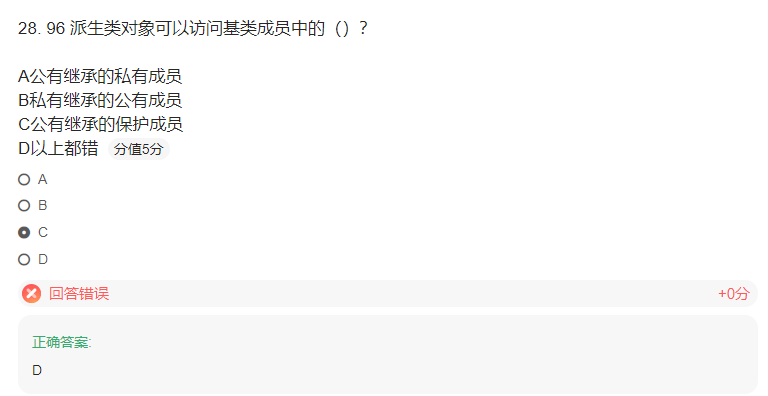 28. 96 派生类对象可以访问基类成员中的（）？
A公有继承的私有成员
B私有继承的公有成员
C公有继承的保护成员
D以上都错 分值5分
A
B
C
D
回答错误 +0分
正确答案:
D